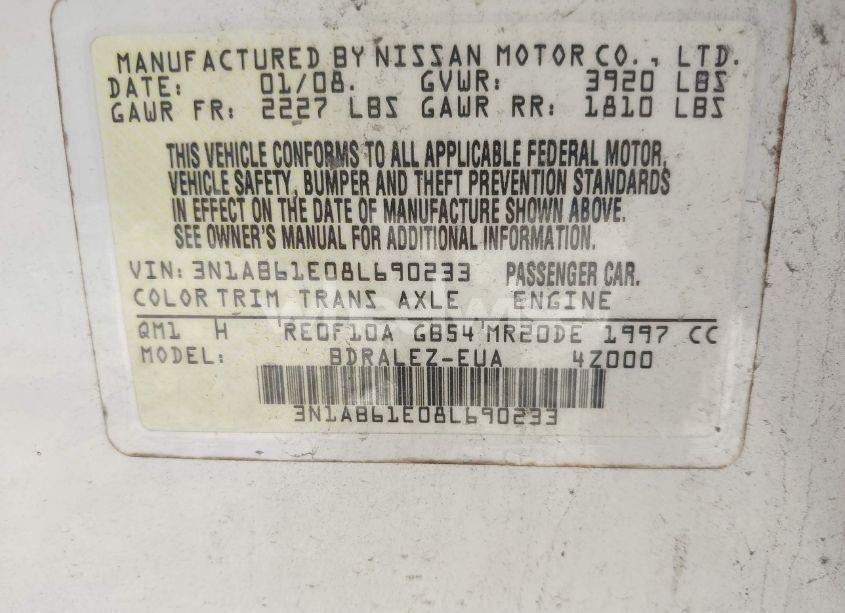 MANUFACTURED BY NISSAN MOTOR CO., LTD.
DATE: 01/08. GVWR: 3920 LBS
GAWR FR: 2227 LBS GAWR RR: 1810 LBS
THIS VEHICLE CONFORMS TO ALL APPLICABLE FEDERAL MOTOR,
VEHICLE SAFETY, BUMPER AND THEFT PREVENTION STANDARDS
IN EFFECT ON THE DATE OF MANUFACTURE SHOWN ABOVE.
SEE OWNER'S MANUAL FOR ADDITIONAL INFORMATION.
VIN: 3N1AB61E08L690233 PASSENGER CAR.
COLOR TRIM TRANS AXLE ENGINE
QM1 H RE0F10A GB54 MR20DE 1997 CC
MODEL: BDRALEZ-EUA 4Z000
3N1AB61E08L690233